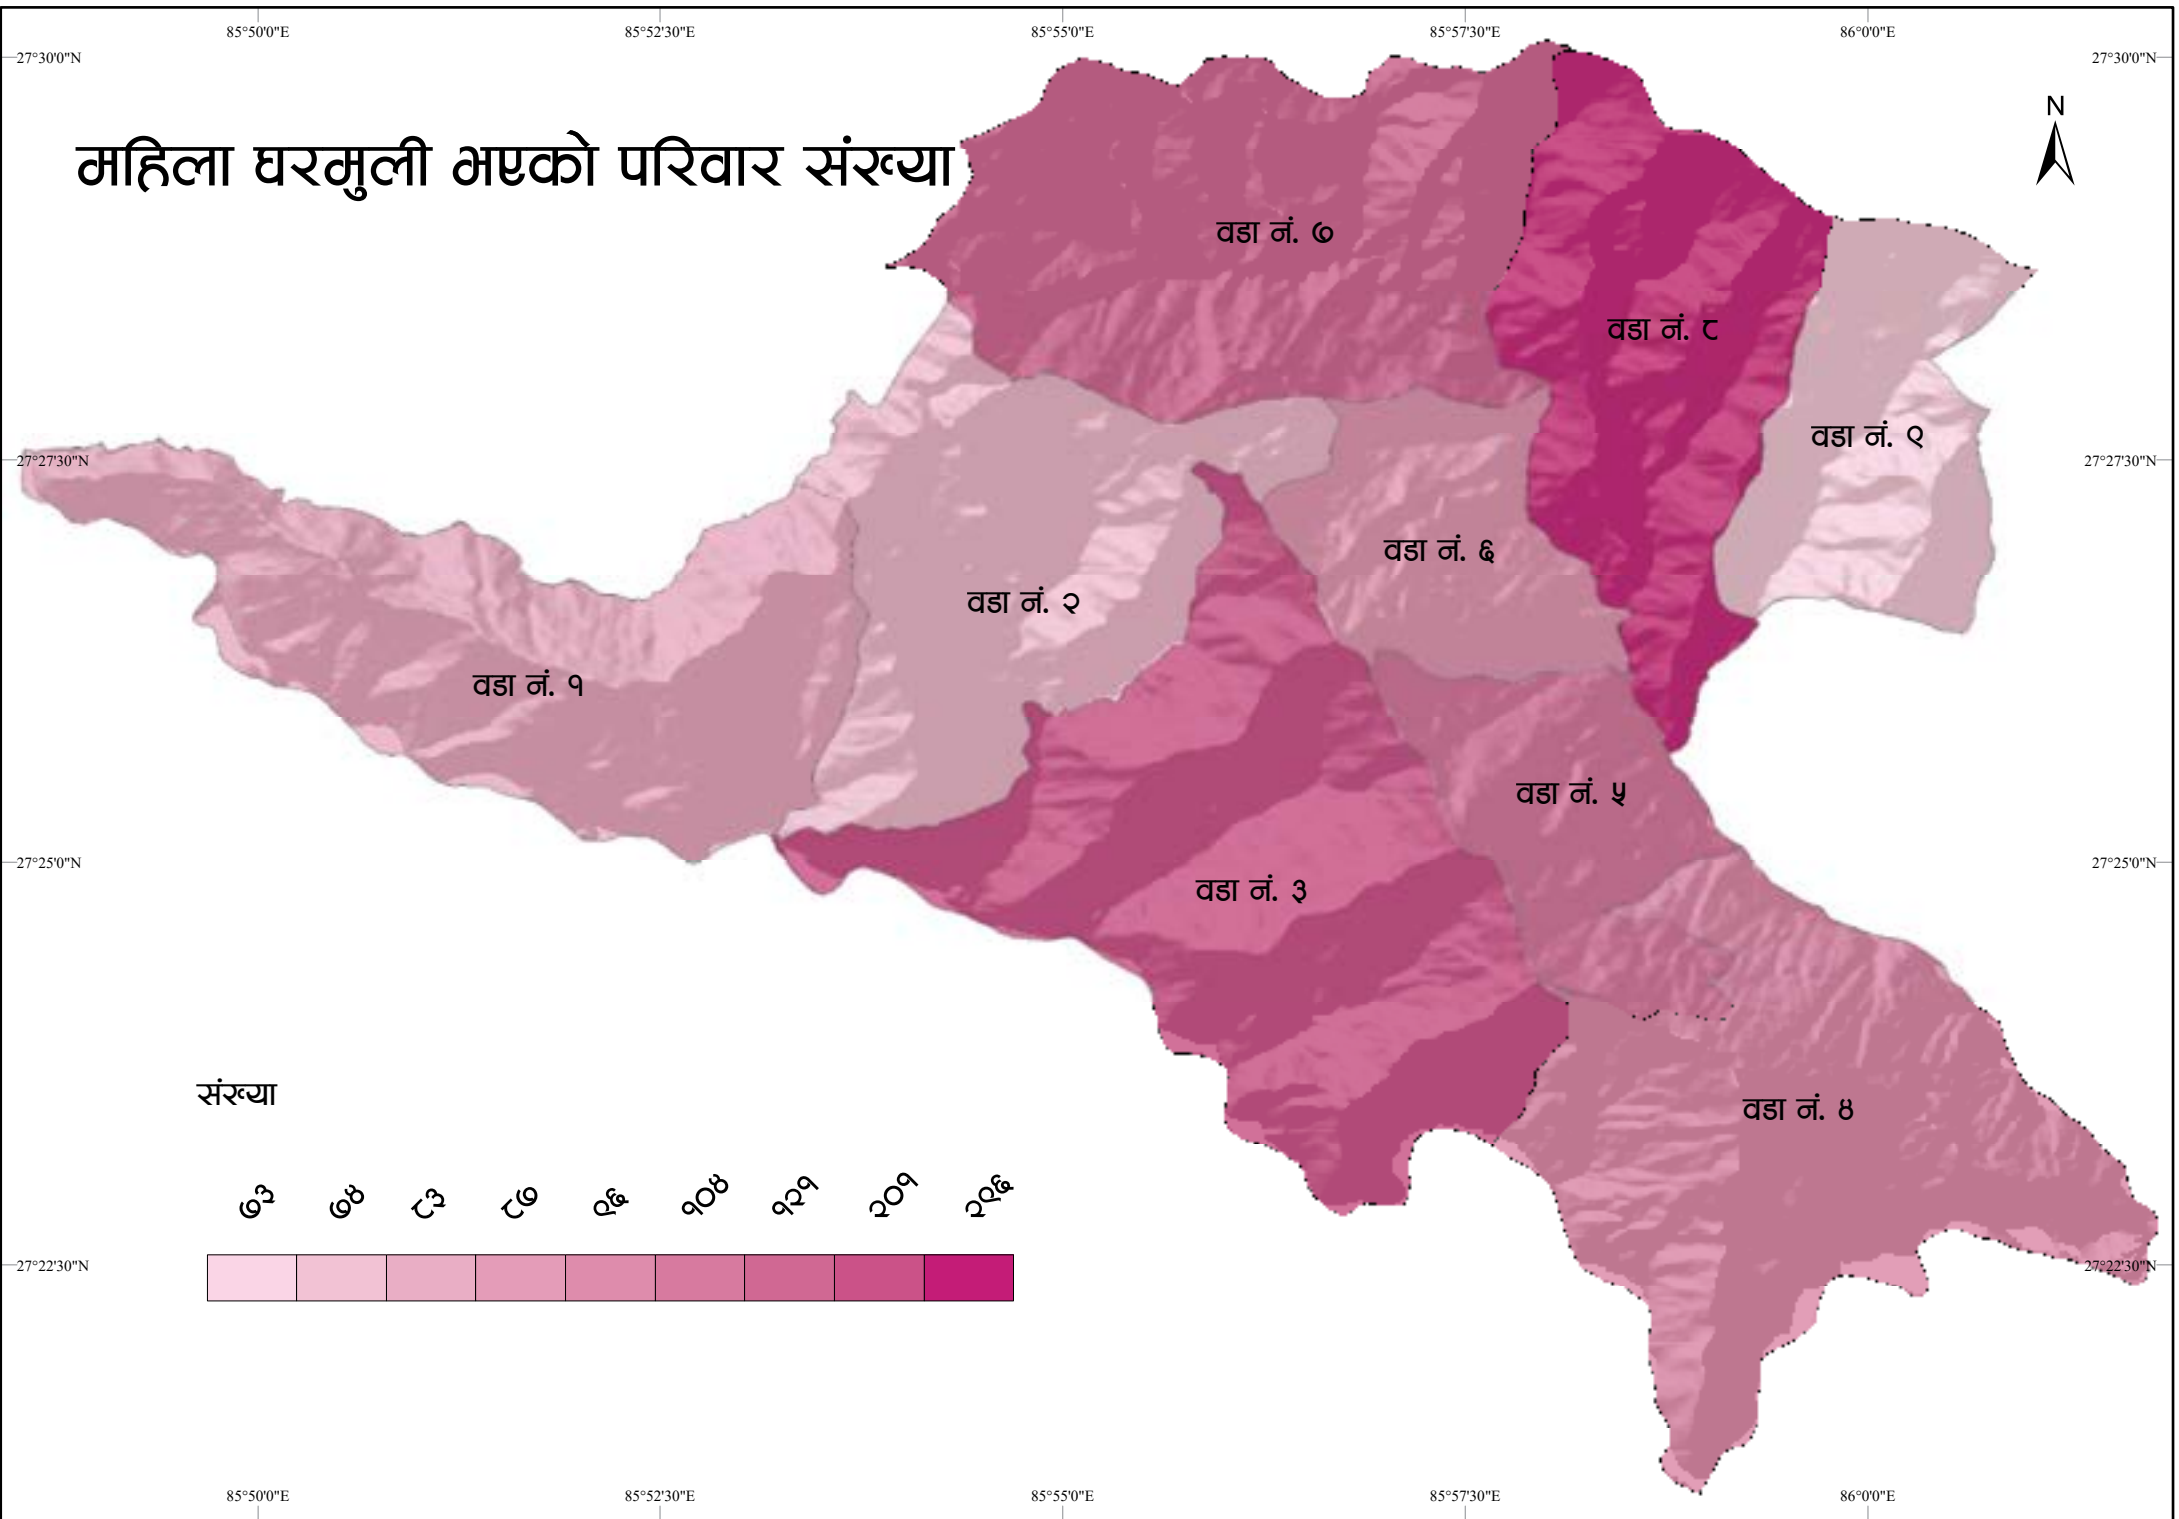 85°50'0"E 85°52'30"E 85°55'0"E 85°57'30"E 86°0'0"E
27°30'0"N 27°30'0"N
N
महिला घरमुली भएको परिवार संख्या
वडा नं. ७
वडा नं. ८
वडा नं. ९
27°27'30"N 27°27'30"N
वडा नं. ६
वडा नं. २
वडा नं. १
वडा नं. ५
27°25'0"N 27°25'0"N
वडा नं. ३
संख्या
वडा नं. ४
७३ ७४ ८३ ८७ ९६ १०४ १२१ २०१ २९६
27°22'30"N 27°22'30"N
85°50'0"E 85°52'30"E 85°55'0"E 85°57'30"E 86°0'0"E